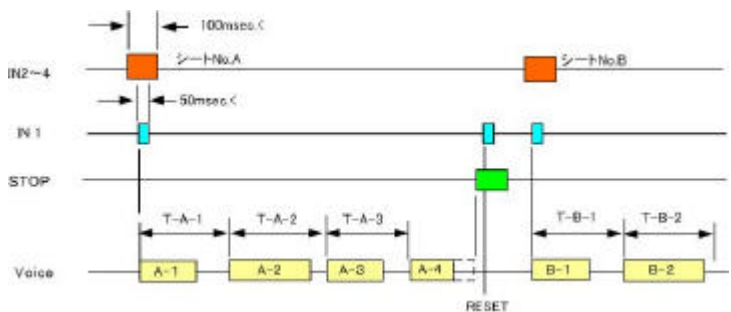 100msec.<
シートNo.A
シートNo.B
IN2～4
50msec.<
IN 1
STOP
T-A-1
T-A-2
T-A-3
T-B-1
T-B-2
Voice
A-1
A-2
A-3
A-4
B-1
B-2
RESET